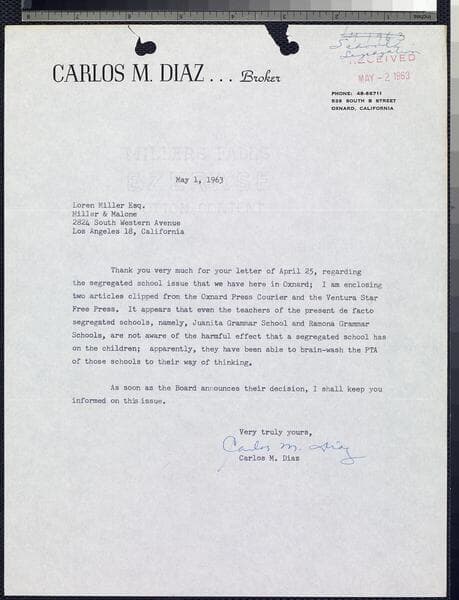 1963
Schools
Segregation
RECEIVED
MAY - 2 1963
CARLOS M. DIAZ ... Broker
PHONE: 48-66711
OXNARD, CALIFORNIA
MILLERS FALLS
May 1, 1963
Loren Miller Esq.
Miller & Malone
2824 South Western Avenue
Los Angeles 18, California
Thank you very much for your letter of April 25, regarding
the segregated school issue that we have here in Oxnard; I am enclosing
two articles clipped from the Oxnard Press Courier and the Ventura Star
Free Press. It appears that even the teachers of the present de facto
segregated schools, namely, Juanita Grammar School and Ramona Grammar
Schools, are not aware of the harmful effect that a segregated school has
on the children; apparently, they have been able to brain-wash the PTA
of those schools to their way of thinking.
As soon as the Board announces their decision, I shall keep you
informed on this issue.
Very truly yours,
Carlos M. Diaz
Carlos M. Diaz